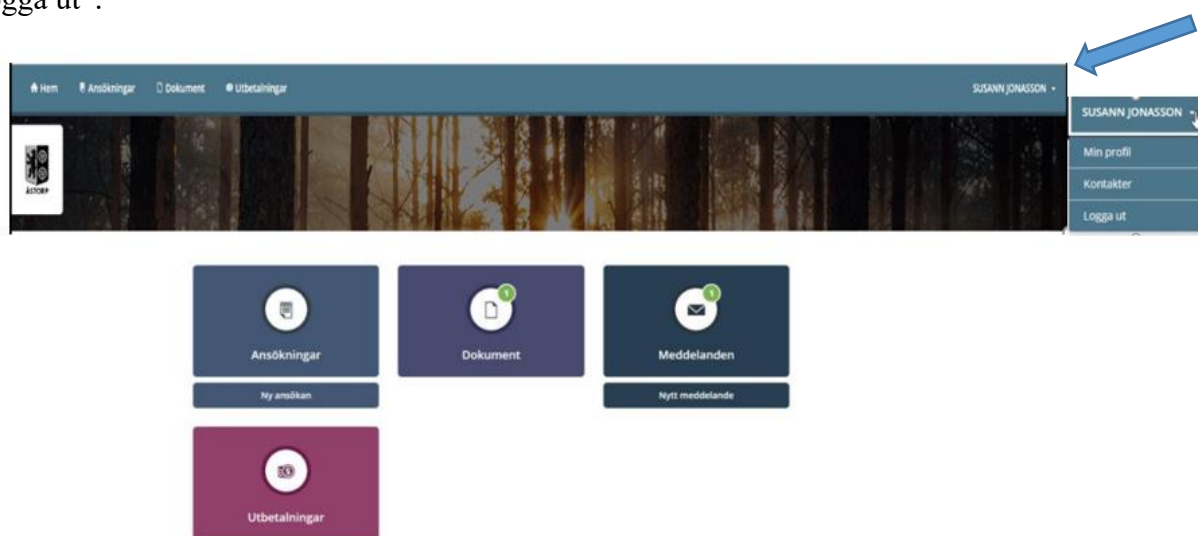 ogga ut".
Hem Ansökningar Dokument Utbetalningar SUSANN JONASSON
ÅSTORP
SUSANN JONASSON
Min profil
Kontakter
Logga ut
1 1
Ansökningar Dokument Meddelanden
Ny ansökan Nytt meddelande
Utbetalningar